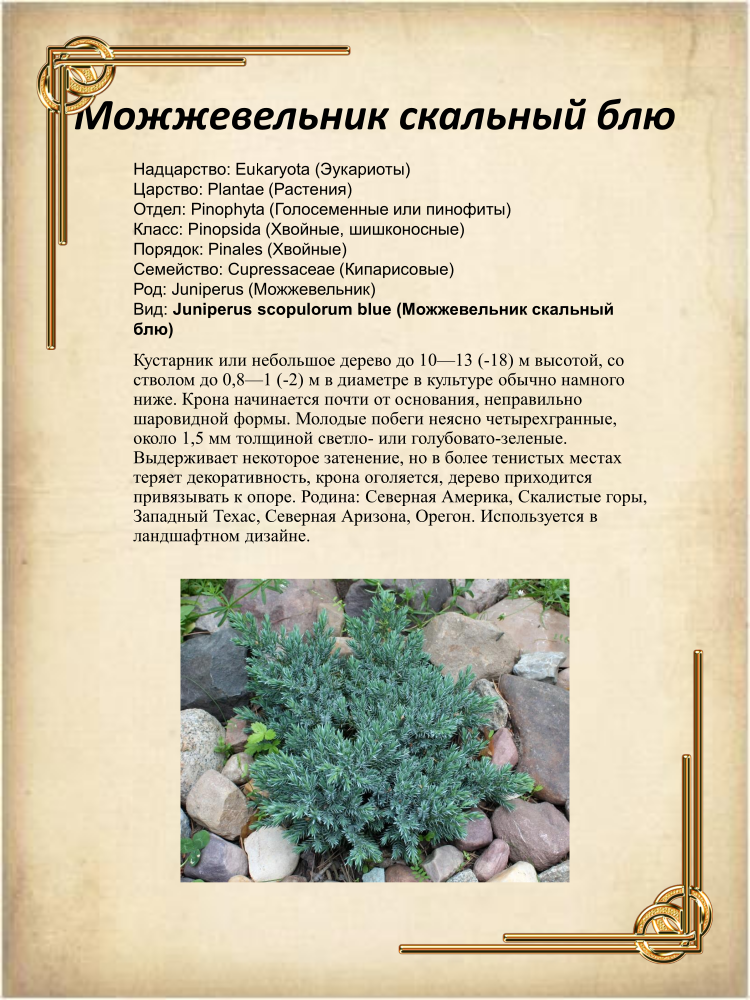 Можжевельник скальный блю
Надцарство: Eukaryota (Эукариоты)
Царство: Plantae (Растения)
Отдел: Pinophyta (Голосеменные или пинофиты)
Класс: Pinopsida (Хвойные, шишконосные)
Порядок: Pinales (Хвойные)
Семейство: Cupressaceae (Кипарисовые)
Род: Juniperus (Можжевельник)
Вид: Juniperus scopulorum blue (Можжевельник скальный
блю)
Кустарник или небольшое дерево до 10—13 (-18) м высотой, со
стволом до 0,8—1 (-2) м в диаметре в культуре обычно намного
ниже. Крона начинается почти от основания, неправильно
шаровидной формы. Молодые побеги неясно четырехгранные,
около 1,5 мм толщиной светло- или голубовато-зеленые.
Выдерживает некоторое затенение, но в более тенистых местах
теряет декоративность, крона оголяется, дерево приходится
привязывать к опоре. Родина: Северная Америка, Скалистые горы,
Западный Техас, Северная Аризона, Орегон. Используется в
ландшафтном дизайне.